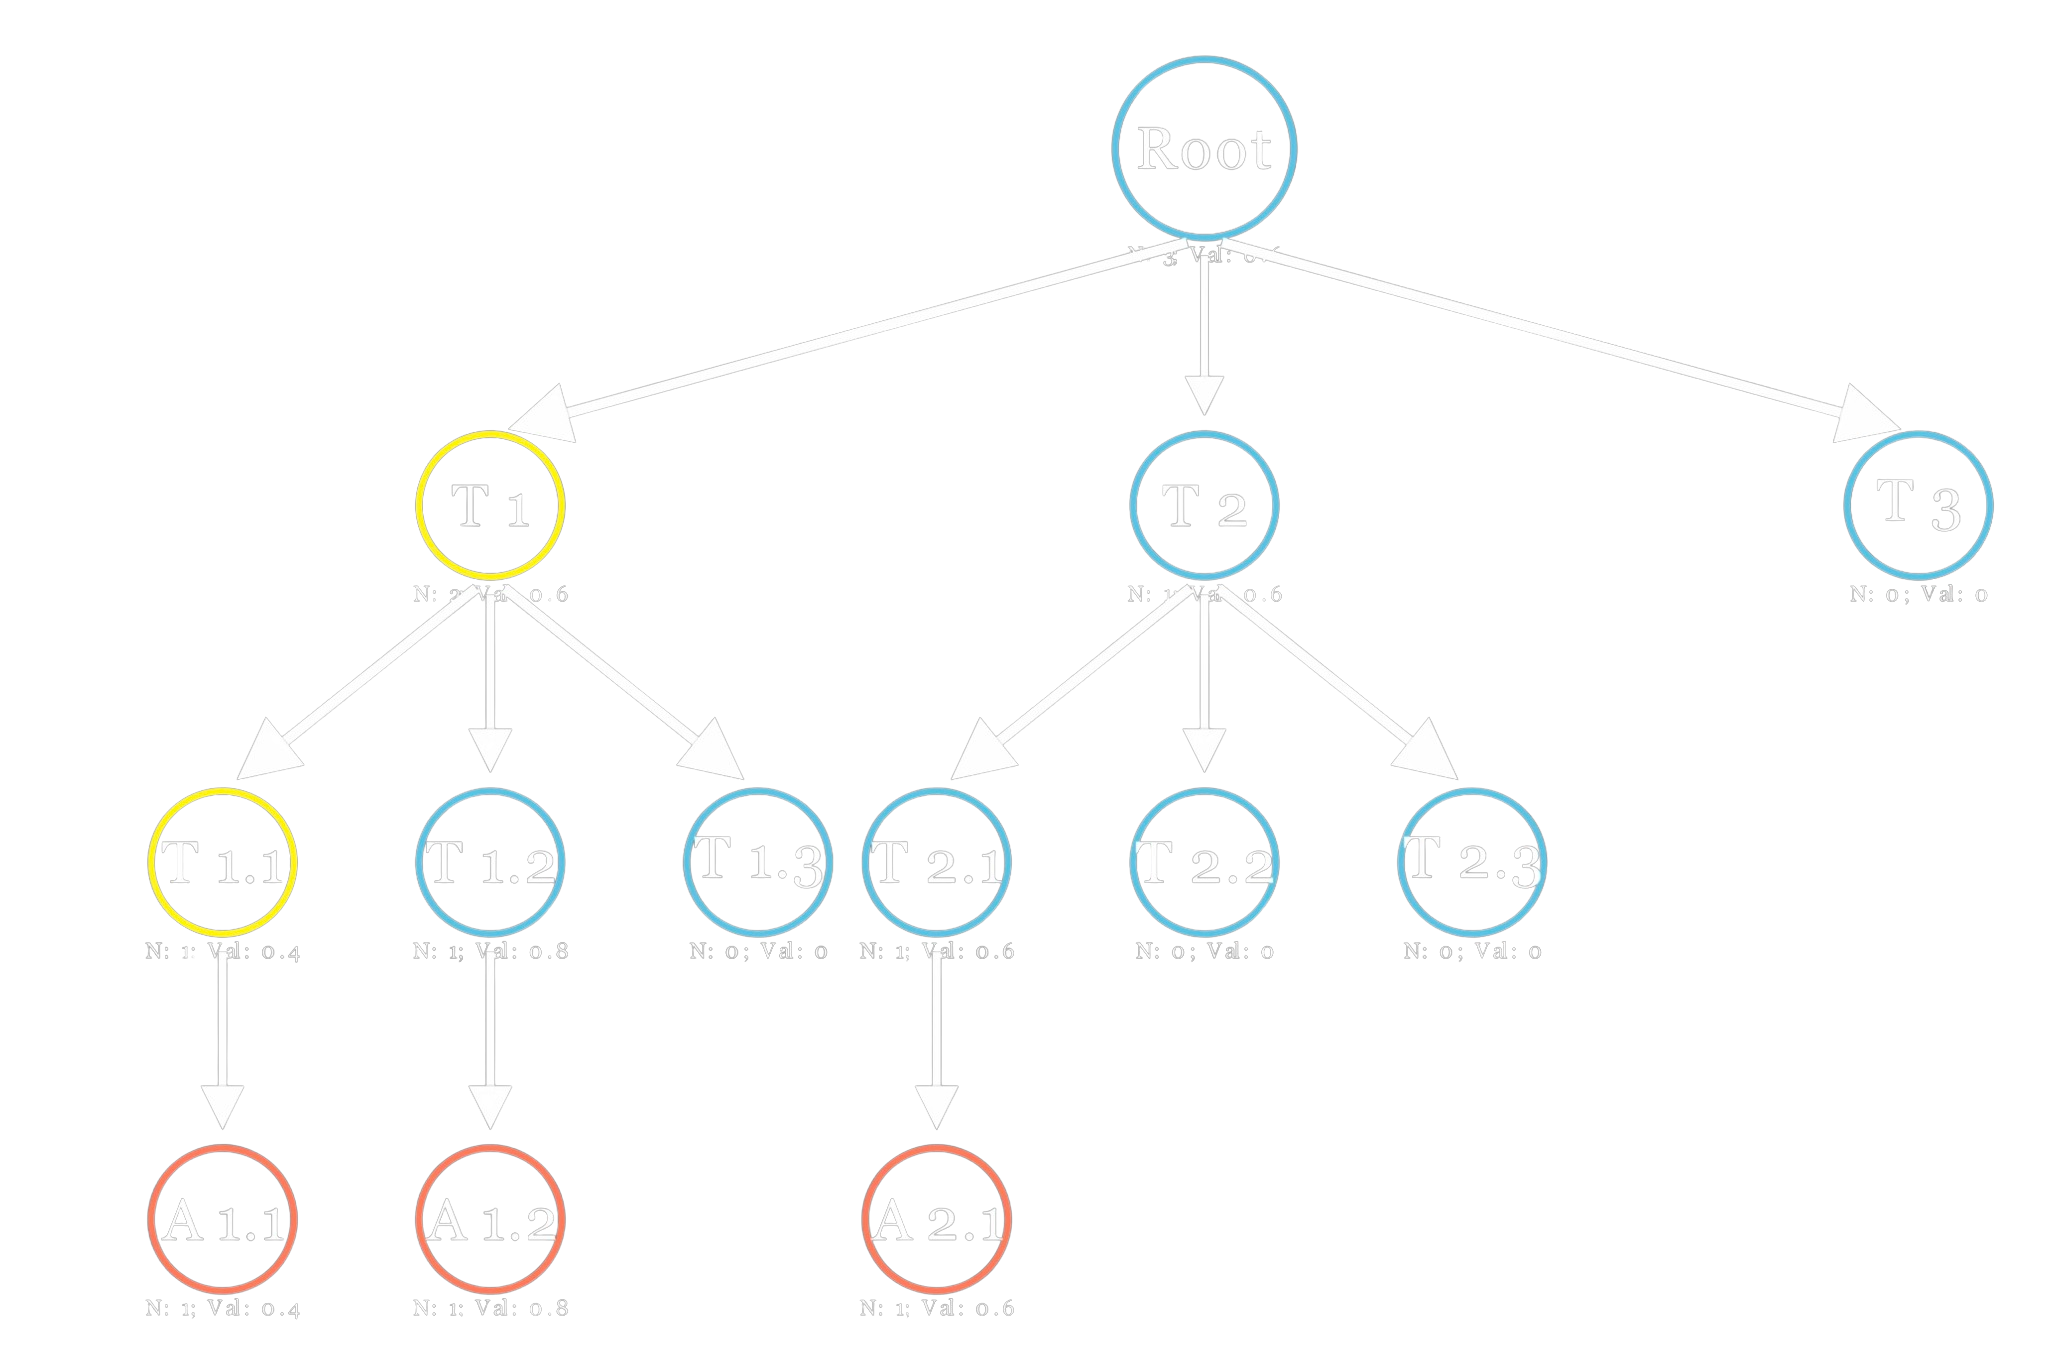 Root
N: 3; Val: 0.6
T 1
T 2
T 3
N: 2; Val: 0.6
N: 1; Val: 0.6
N: 0; Val: 0
T 1.1
T 1.2
T 1.3
T 2.1
T 2.2
T 2.3
N: 1; Val: 0.4
N: 1; Val: 0.8
N: 0; Val: 0
N: 1; Val: 0.6
N: 0; Val: 0
N: 0; Val: 0
A 1.1
A 1.2
A 2.1
N: 1; Val: 0.4
N: 1; Val: 0.8
N: 1; Val: 0.6